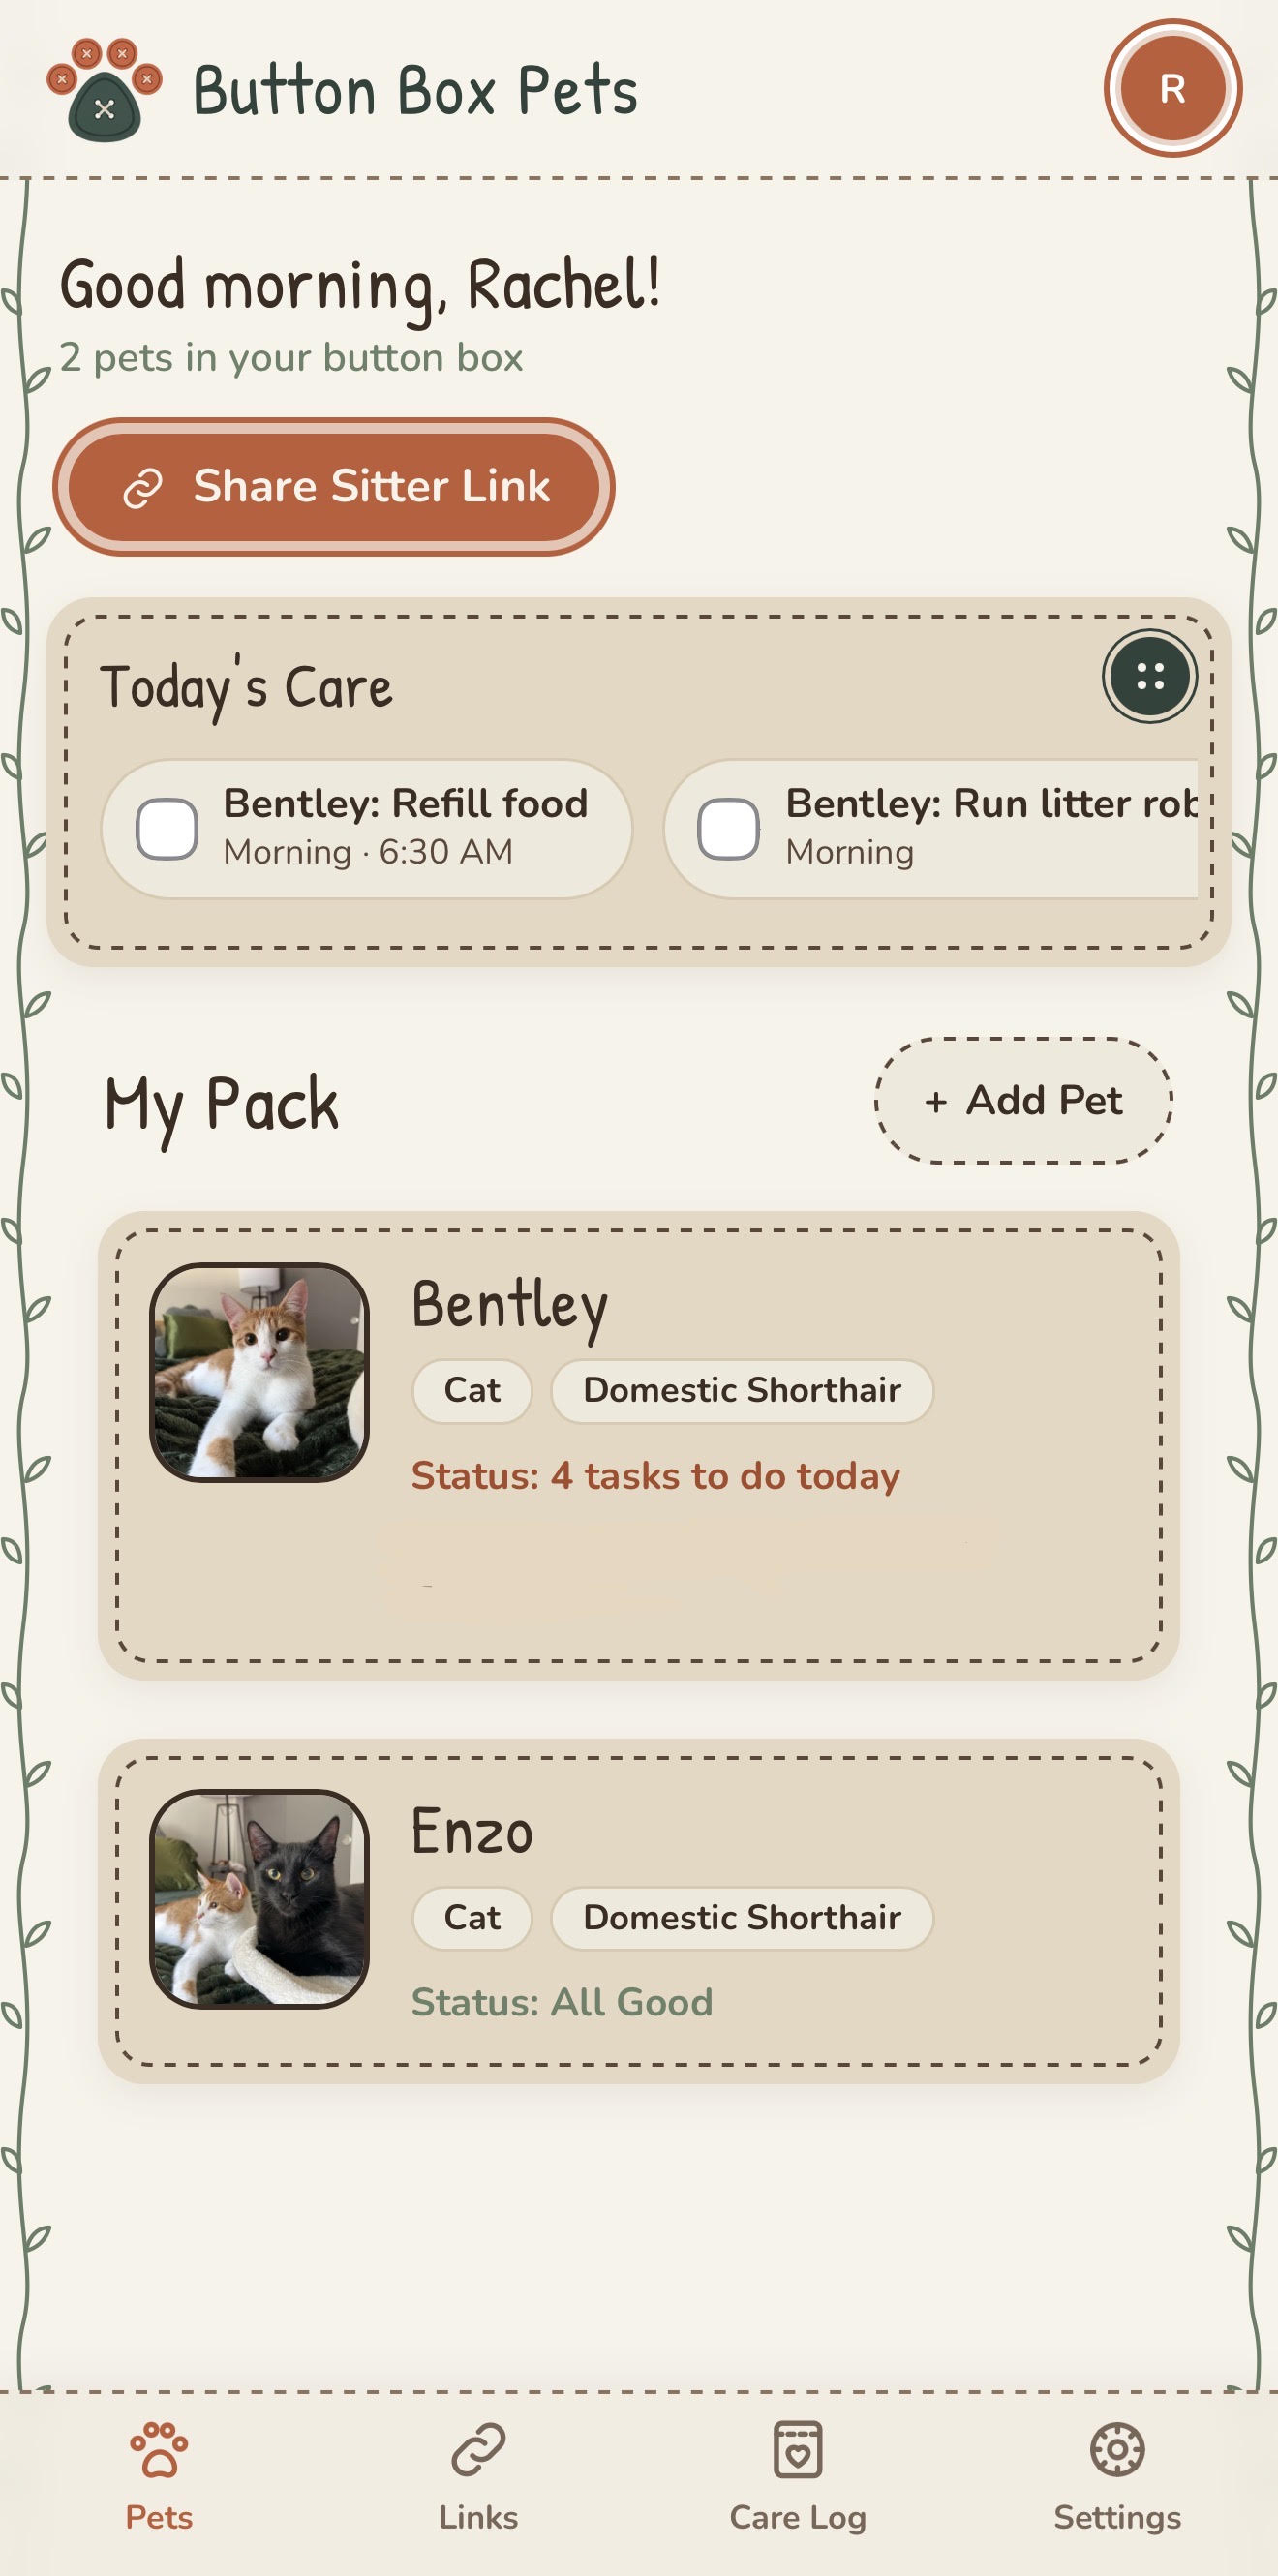 Button Box Pets
R
Good morning, Rachel!
2 pets in your button box
Share Sitter Link
Today's Care
Bentley: Refill food
Morning · 6:30 AM
Bentley: Run litter rob
Morning
My Pack
+ Add Pet
Bentley
Cat
Domestic Shorthair
Status: 4 tasks to do today
Enzo
Cat
Domestic Shorthair
Status: All Good
Pets
Links
Care Log
Settings